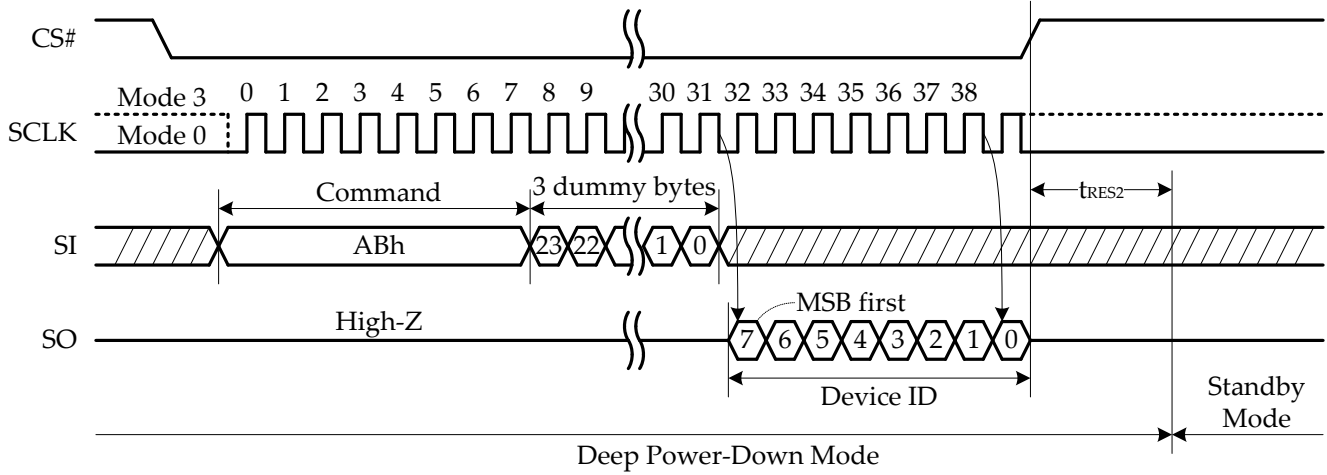 CS#
0 1 2 3 4 5 6 7 8 9 30 31 32 33 34 35 36 37 38
Mode 3
SCLK
Mode 0
Command
3 dummy bytes
tRES2
SI
ABh
23 22 1 0
MSB first
High-Z
SO
7 6 5 4 3 2 1 0
Device ID
Standby
Mode
Deep Power-Down Mode